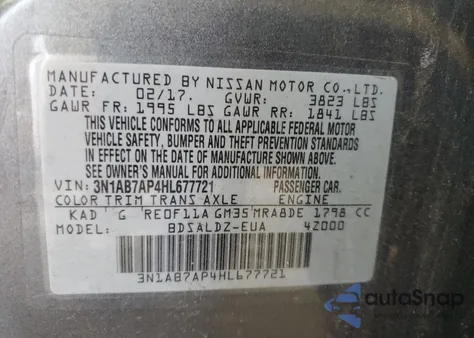 MANUFACTURED BY NISSAN MOTOR CO.,LTD.
DATE: 02/17. GVWR: 3823 LBS
GAWR FR: 1995 LBS GAWR RR: 1841 LBS
THIS VEHICLE CONFORMS TO ALL APPLICABLE FEDERAL MOTOR
VEHICLE SAFETY, BUMPER AND THEFT PREVENTION STANDARDS
IN EFFECT ON THE DATE OF MANUFACTURE SHOWN ABOVE.
SEE OWNER'S MANUAL FOR ADDITIONAL INFORMATION.
VIN: 3N1AB7AP4HL677721 PASSENGER CAR.
COLOR TRIM TRANS AXLE ENGINE
KAD G RE0F11A GM35 MRA8DE 1798 CC
MODEL: BDSALDZ-EUA 4Z000
3N1AB7AP4HL677721
autoSnap